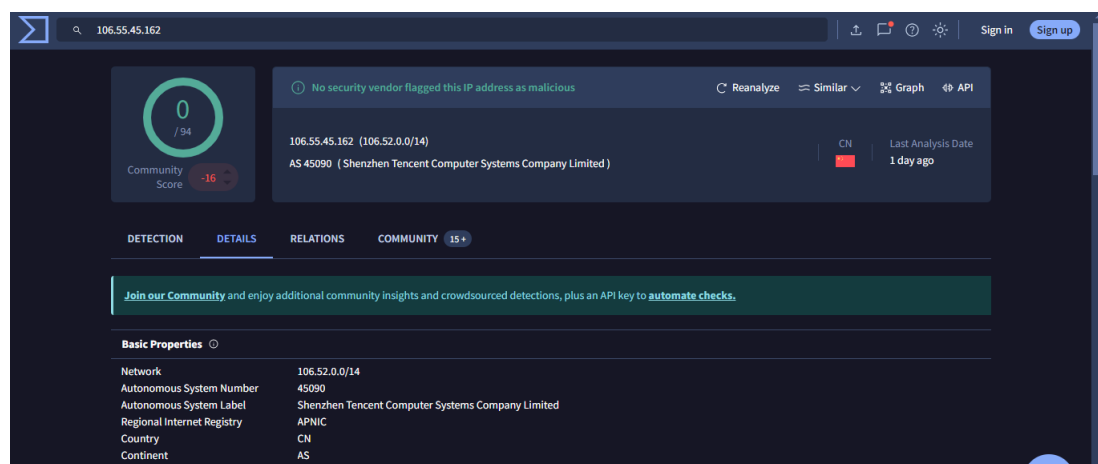 106.55.45.162
Sign in
Sign up
0
/ 94
Community
Score
-16
No security vendor flagged this IP address as malicious
Reanalyze
Similar
Graph
API
106.55.45.162 (106.52.0.0/14)
AS 45090 ( Shenzhen Tencent Computer Systems Company Limited )
CN
Last Analysis Date
1 day ago
DETECTION
DETAILS
RELATIONS
COMMUNITY 15+
Join our Community and enjoy additional community insights and crowdsourced detections, plus an API key to automate checks.
Basic Properties
Network 106.52.0.0/14
Autonomous System Number 45090
Autonomous System Label Shenzhen Tencent Computer Systems Company Limited
Regional Internet Registry APNIC
Country CN
Continent AS